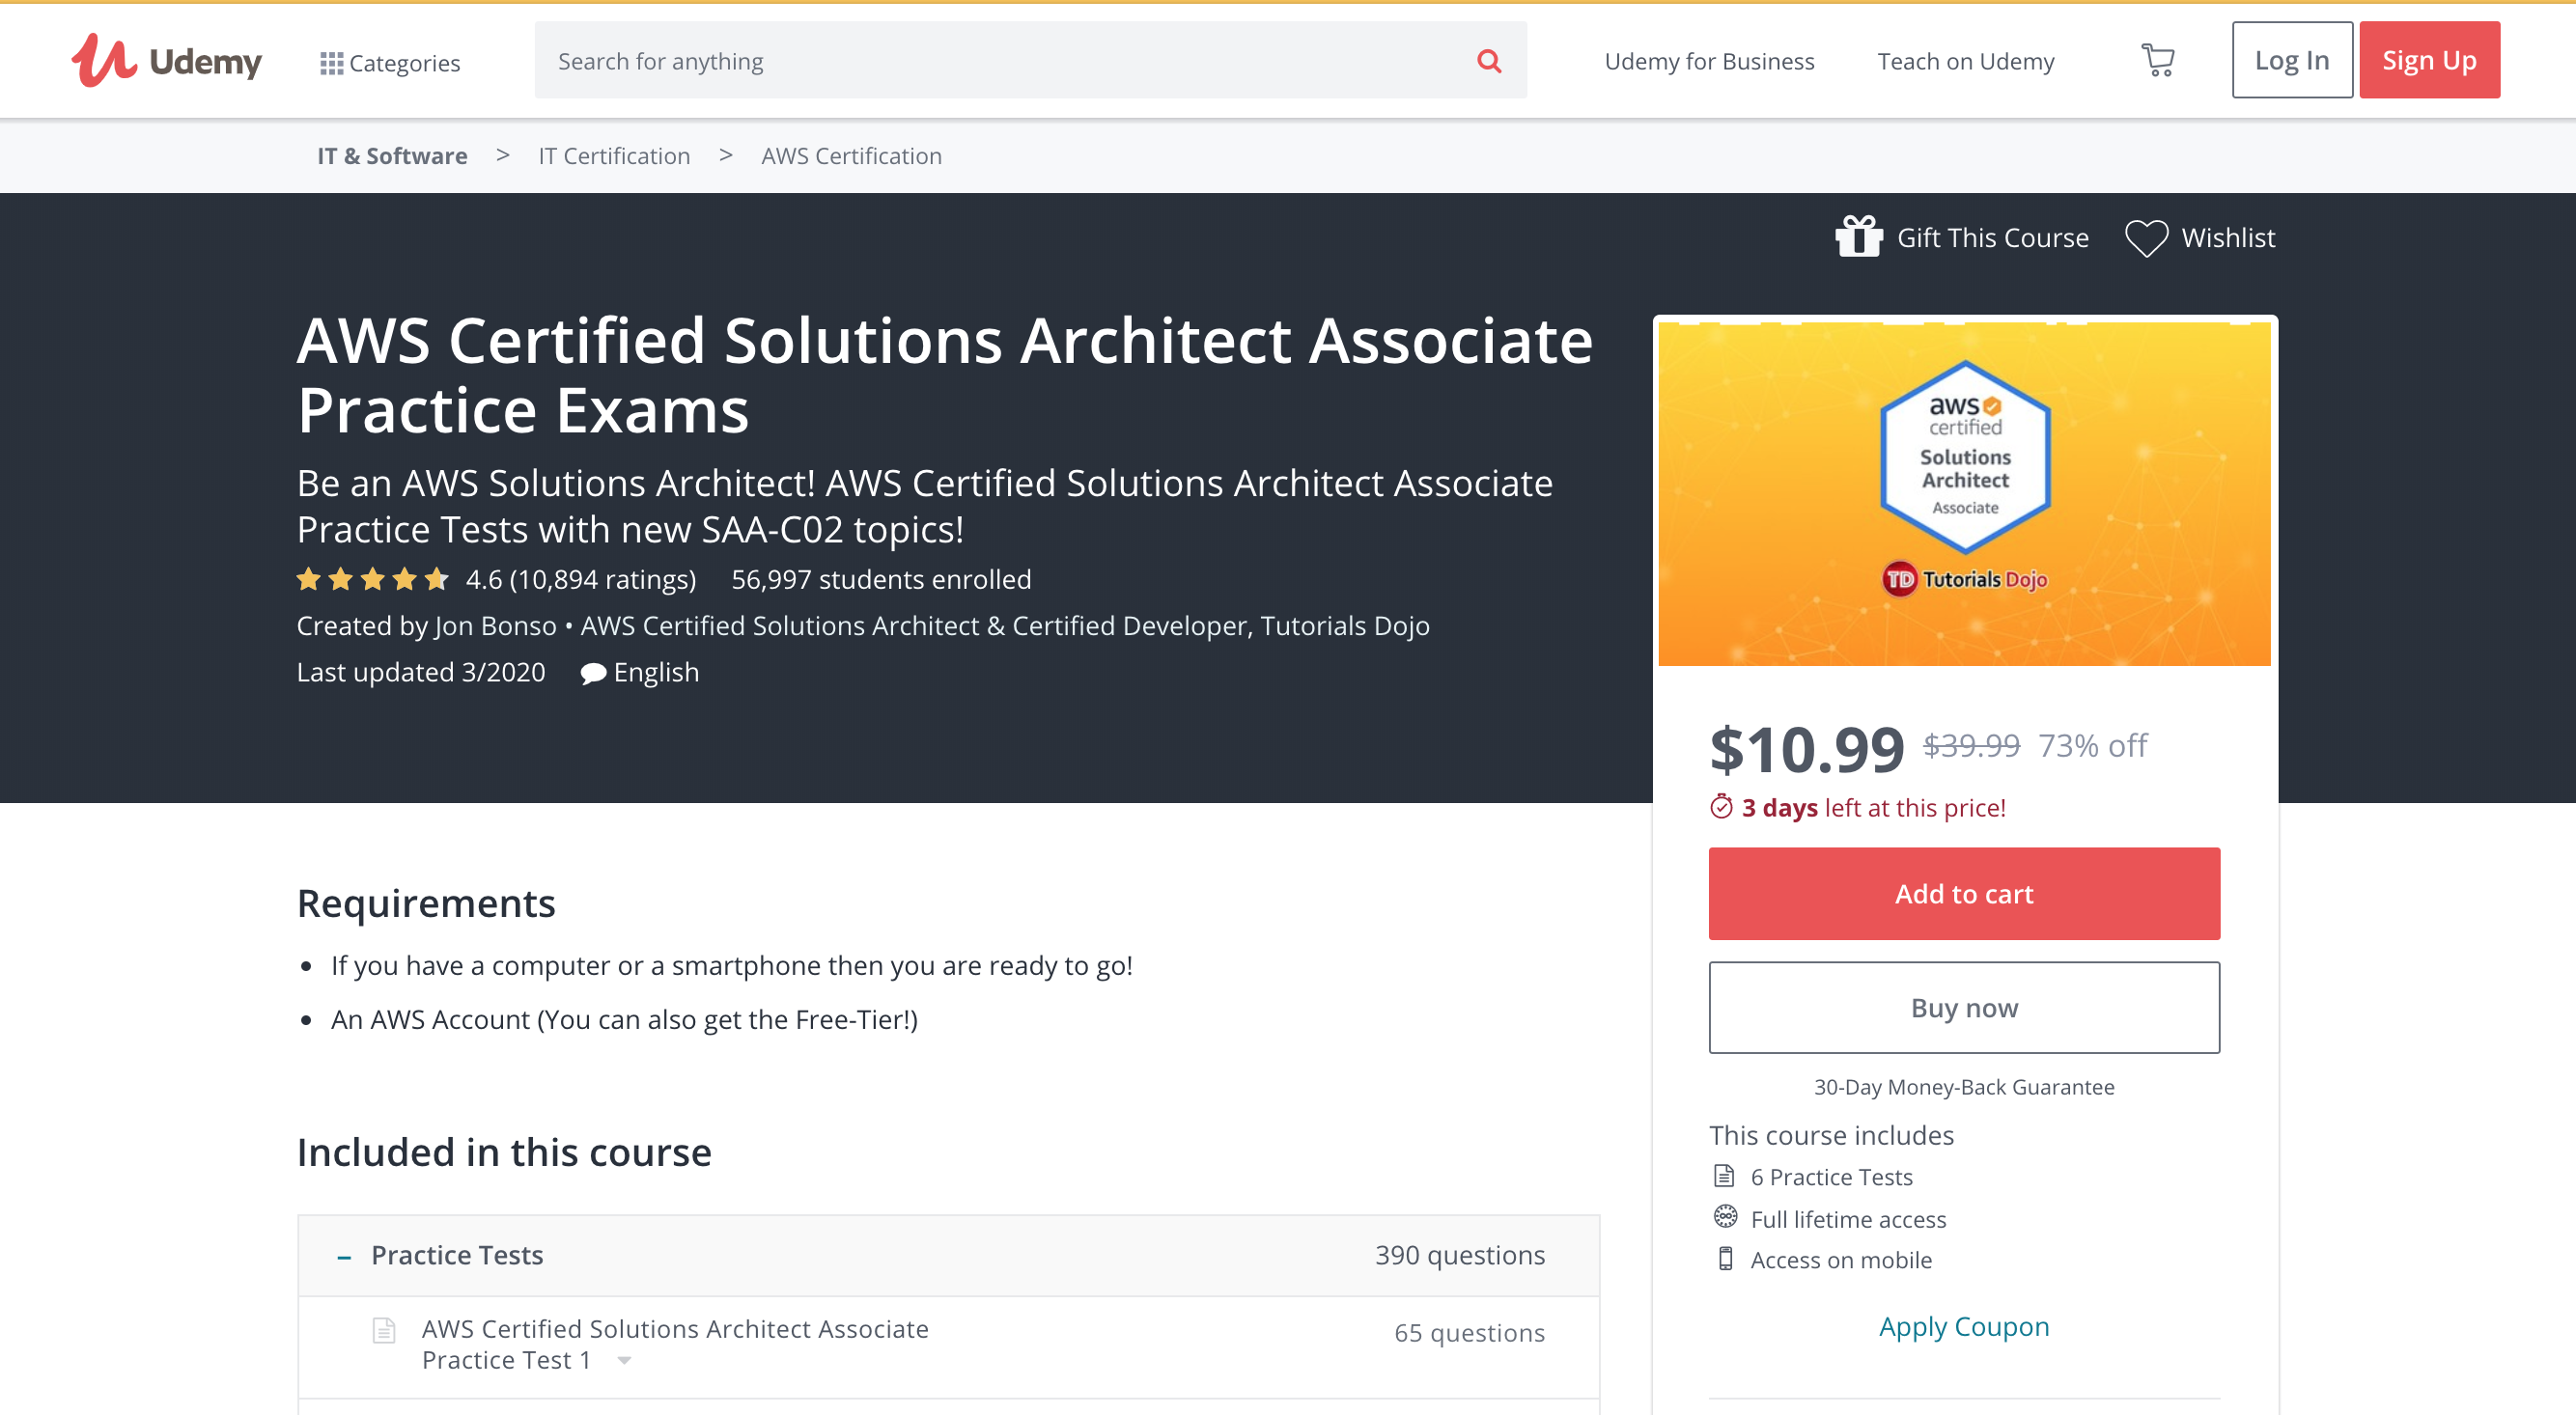 Udemy
Categories
Search for anything
Udemy for Business
Teach on Udemy
Log In
Sign Up
IT & Software > IT Certification > AWS Certification
Gift This Course
Wishlist
AWS Certified Solutions Architect Associate
Practice Exams
Be an AWS Solutions Architect! AWS Certified Solutions Architect Associate
Practice Tests with new SAA-C02 topics!
4.6 (10,894 ratings) 56,997 students enrolled
Created by Jon Bonso • AWS Certified Solutions Architect & Certified Developer, Tutorials Dojo
Last updated 3/2020 English
aws
certified
Solutions
Architect
Associate
TD Tutorials Dojo
$10.99 $39.99 73% off
3 days left at this price!
Add to cart
Buy now
30-Day Money-Back Guarantee
This course includes
6 Practice Tests
Full lifetime access
Access on mobile
Apply Coupon
Requirements
• If you have a computer or a smartphone then you are ready to go!
• An AWS Account (You can also get the Free-Tier!)
Included in this course
– Practice Tests 390 questions
AWS Certified Solutions Architect Associate
Practice Test 1
65 questions